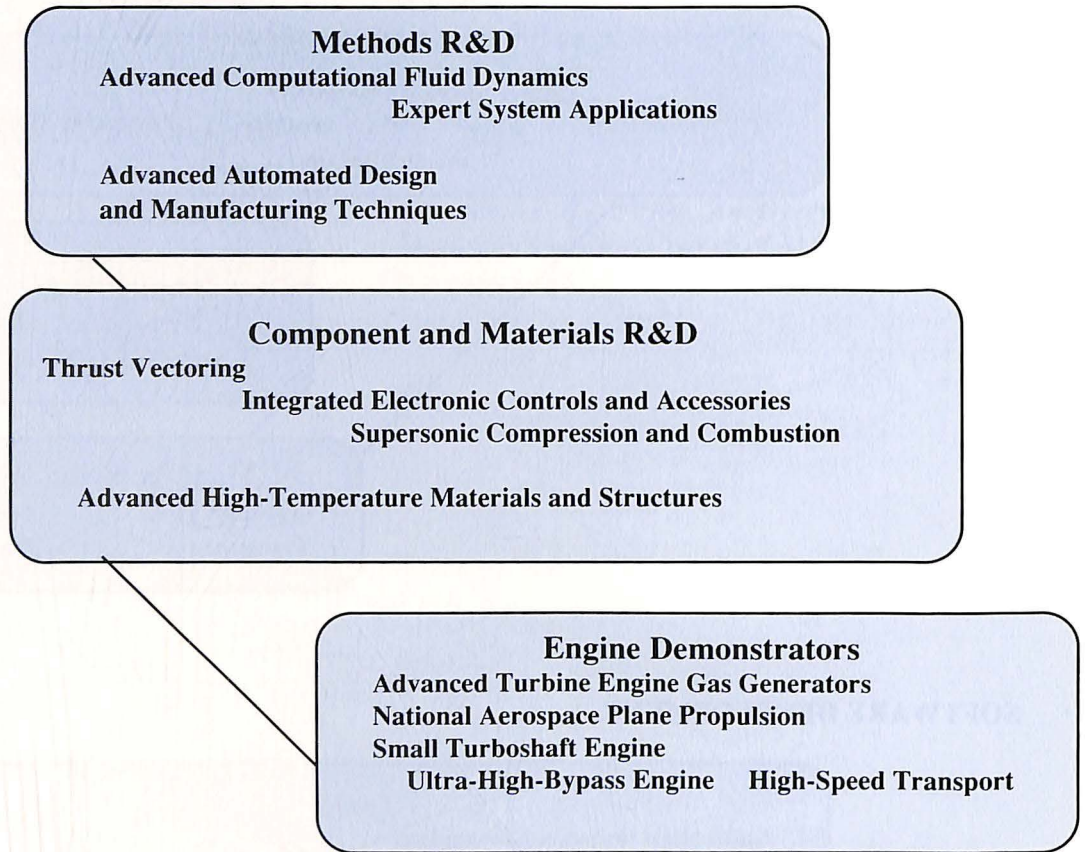 Methods R&D
Advanced Computational Fluid Dynamics
Expert System Applications
Advanced Automated Design
and Manufacturing Techniques
Component and Materials R&D
Thrust Vectoring
Integrated Electronic Controls and Accessories
Supersonic Compression and Combustion
Advanced High-Temperature Materials and Structures
Engine Demonstrators
Advanced Turbine Engine Gas Generators
National Aerospace Plane Propulsion
Small Turboshaft Engine
Ultra-High-Bypass Engine High-Speed Transport